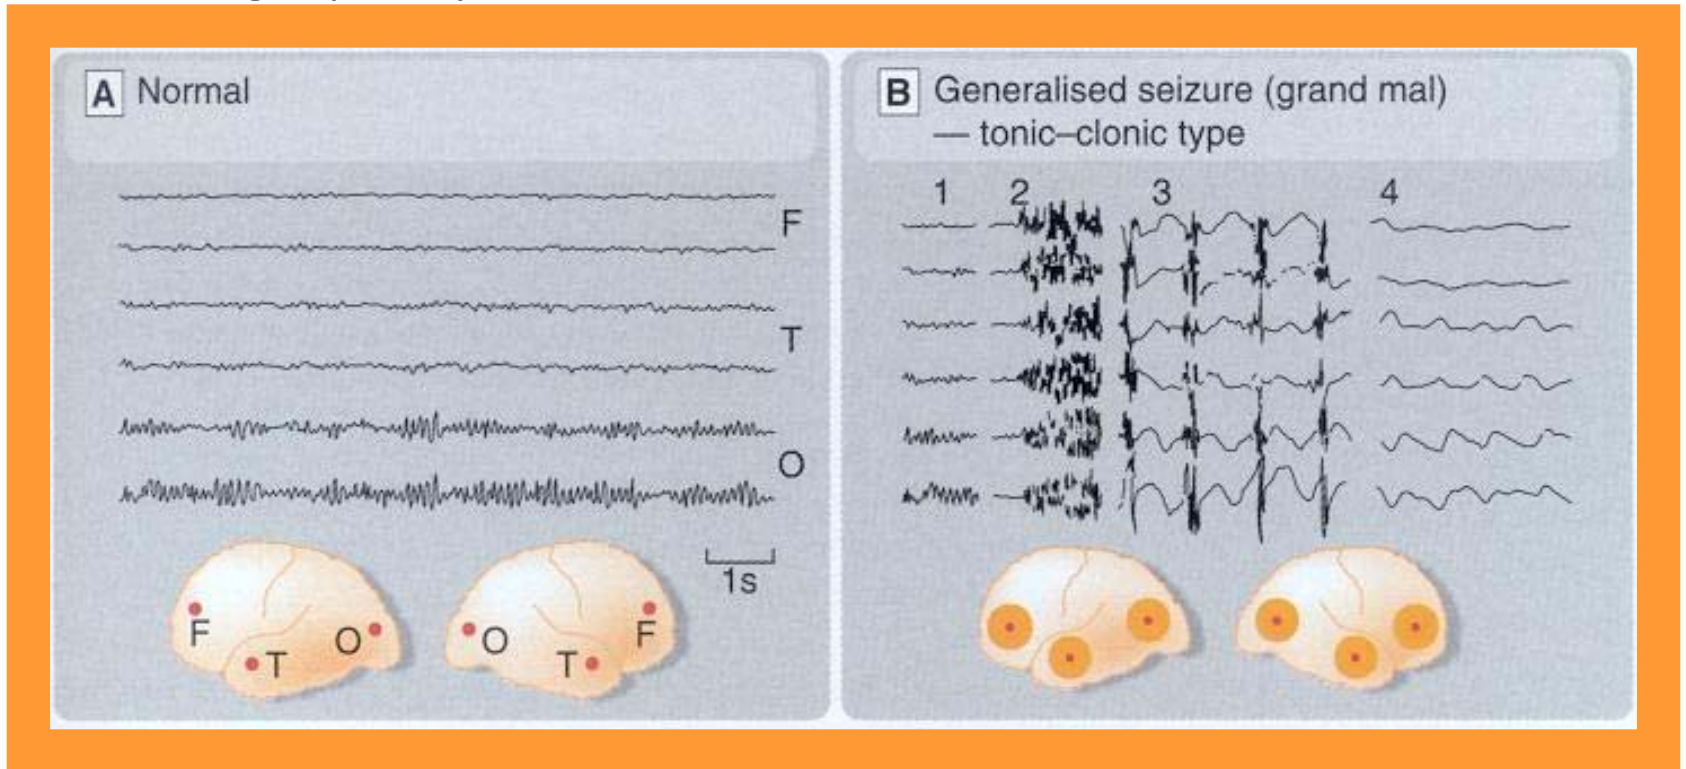 A Normal
F
T
O
1s
F
T
O
O
T
F
B Generalised seizure (grand mal)
— tonic–clonic type
1 2 3 4